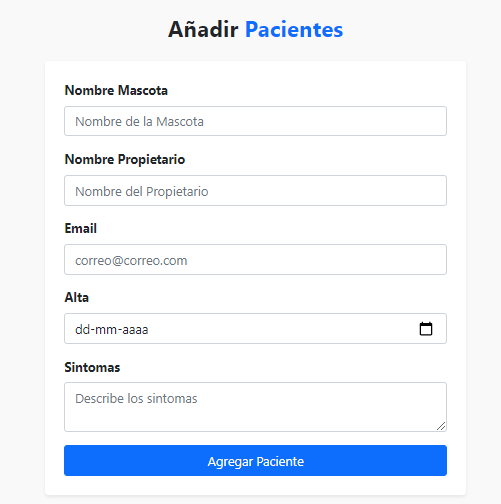 Añadir Pacientes
Nombre Mascota
Nombre de la Mascota
Nombre Propietario
Nombre del Propietario
Email
correo@correo.com
Alta
dd-mm-aaaa
Sintomas
Describe los sintomas
Agregar Paciente